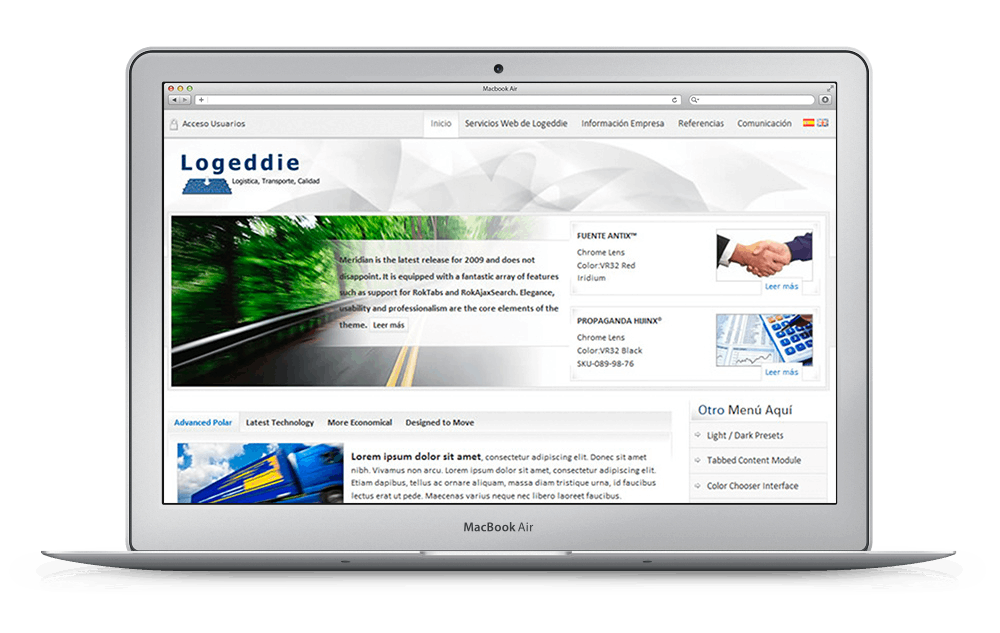 Macbook Air
Acceso Usuarios
Inicio
Servicios Web de Logeddie
Información Empresa
Referencias
Comunicación
Logeddie
Logistica, Transporte, Calidad
Meridian is the latest release for 2009 and does not
disappoint. It is equipped with a fantastic array of features
such as support for RokTabs and RokAjaxSearch. Elegance,
usability and professionalism are the core elements of the
theme. Leer más
FUENTE ANTIX™
Chrome Lens
Color:VR32 Red
Iridium
Leer más
PROPAGANDA HIJINX®
Chrome Lens
Color:VR32 Black
SKU-089-98-76
Leer más
Advanced Polar
Latest Technology
More Economical
Designed to Move
Lorem ipsum dolor sit amet, consectetur adipiscing elit. Donec sit amet
nibh. Vivamus non arcu. Lorem ipsum dolor sit amet, consectetur adipiscing elit.
Etiam dapibus, tellus ac ornare aliquam, massa diam tristique urna, id faucibus
lectus erat ut pede. Maecenas varius neque nec libero laoreet faucibus.
Otro Menú Aquí
Light / Dark Presets
Tabbed Content Module
Color Chooser Interface
MacBook Air